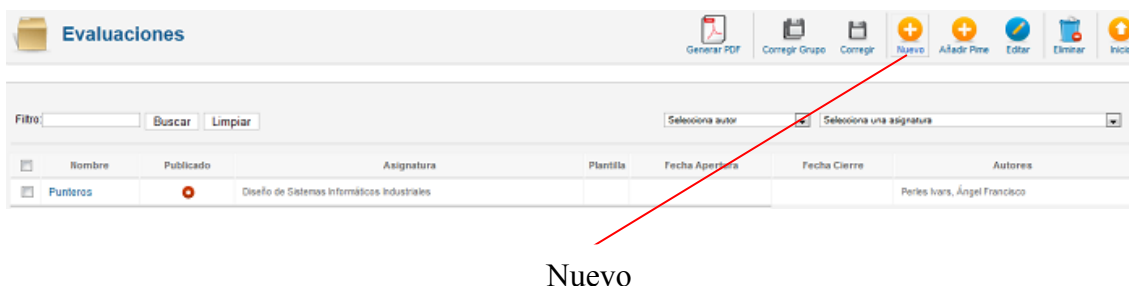 Evaluaciones
Generar PDF Corregir Grupo Corregir Nuevo Añadir Pime Editar Eliminar Inicio
Filtro: Buscar Limpiar Selecciona autor Selecciona una asignatura
Nombre Publicado Asignatura Plantilla Fecha Apertura Fecha Cierre Autores
Punteros Diseño de Sistemas Informáticos Industriales Perles Ivars, Ángel Francisco
Nuevo